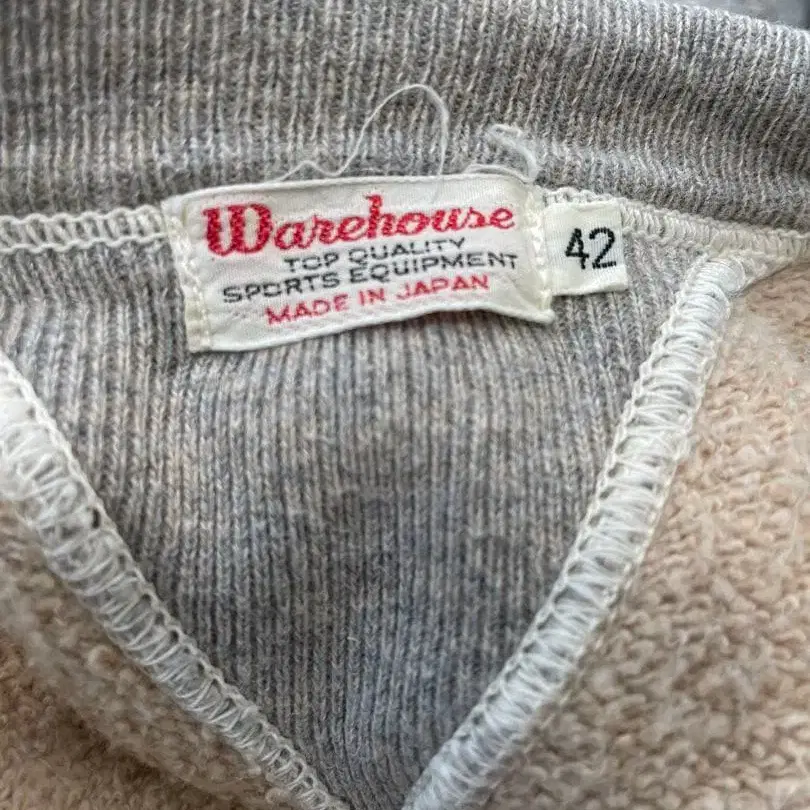 Warehouse
TOP QUALITY
SPORTS EQUIPMENT
MADE IN JAPAN
42